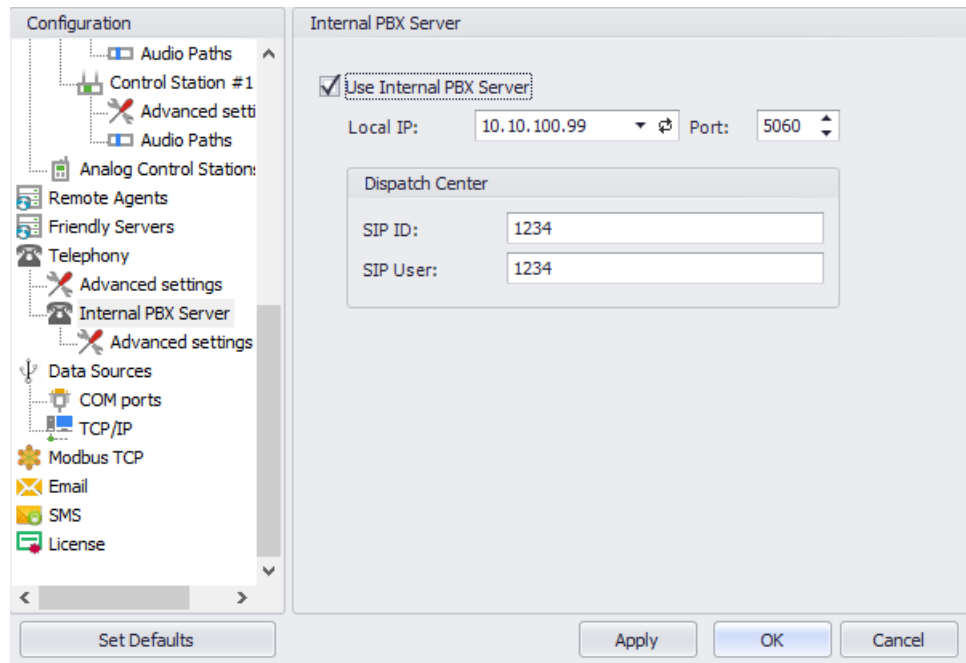 Configuration
Audio Paths
Control Station #1
Advanced setti
Audio Paths
Analog Control Stations
Remote Agents
Friendly Servers
Telephony
Advanced settings
Internal PBX Server
Advanced settings
Data Sources
COM ports
TCP/IP
Modbus TCP
Email
SMS
License
Set Defaults
Internal PBX Server
Use Internal PBX Server
Local IP: 10.10.100.99 Port: 5060
Dispatch Center
SIP ID: 1234
SIP User: 1234
Apply OK Cancel